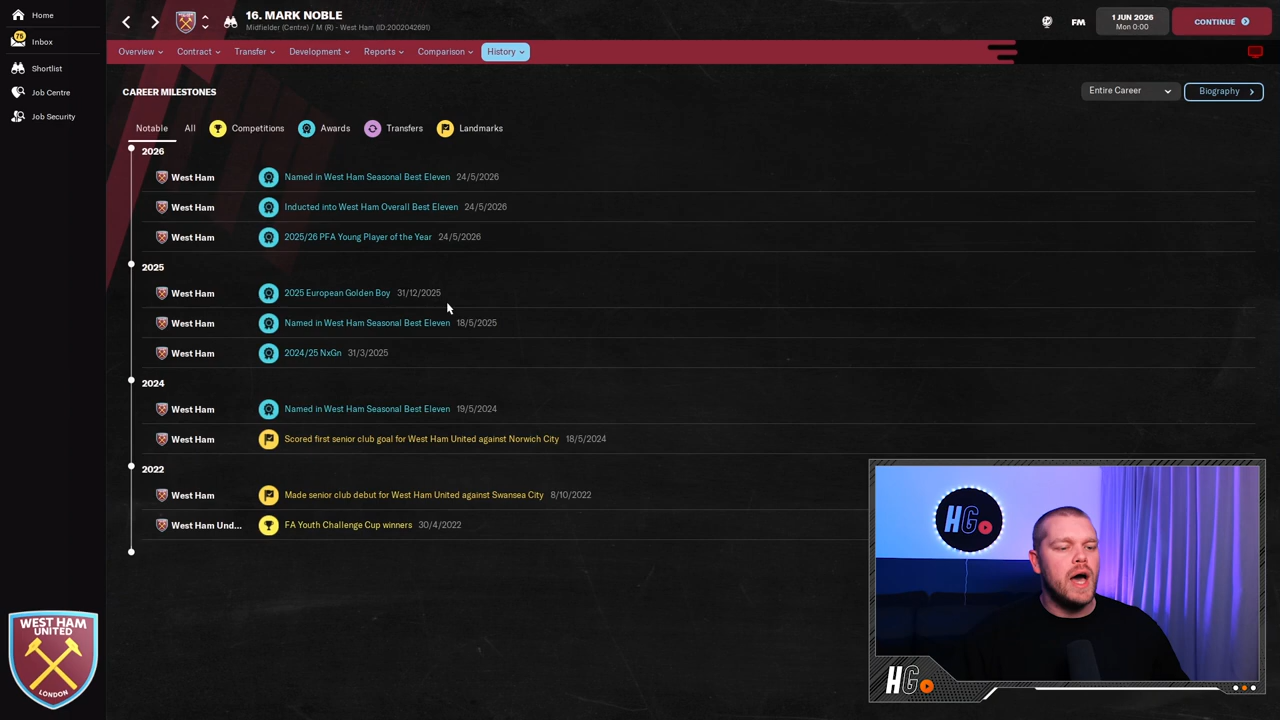 Home
75
Inbox
Shortlist
Job Centre
Job Security
16. MARK NOBLE
Midfielder (Centre) / M (R) - West Ham (ID:2002042691)
FM
1 JUN 2026
Mon 0:00
CONTINUE
Overview
Contract
Transfer
Development
Reports
Comparison
History
CAREER MILESTONES
Entire Career
Biography
Notable
All
Competitions
Awards
Transfers
Landmarks
2026
West Ham Named in West Ham Seasonal Best Eleven 24/5/2026
West Ham Inducted into West Ham Overall Best Eleven 24/5/2026
West Ham 2025/26 PFA Young Player of the Year 24/5/2026
2025
West Ham 2025 European Golden Boy 31/12/2025
West Ham Named in West Ham Seasonal Best Eleven 18/5/2025
West Ham 2024/25 NxGn 31/3/2025
2024
West Ham Named in West Ham Seasonal Best Eleven 19/5/2024
West Ham Scored first senior club goal for West Ham United against Norwich City 18/5/2024
2022
West Ham Made senior club debut for West Ham United against Swansea City 8/10/2022
West Ham Und... FA Youth Challenge Cup winners 30/4/2022
WEST HAM
UNITED
LONDON
HG
HG